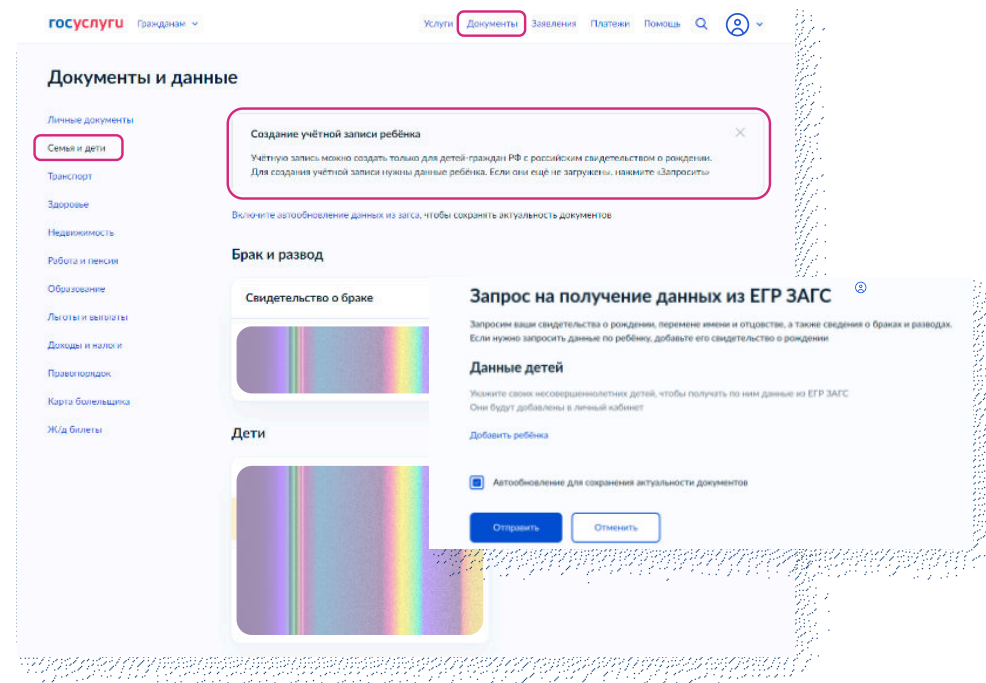 госуслуги
Гражданам
Услуги Документы Заявления Платежи Помощь
Документы и данные
Личные документы
Семья и дети
Транспорт
Здоровье
Недвижимость
Работа и пенсия
Образование
Льготы и выплаты
Доходы и налоги
Правопорядок
Карта болельщика
Ж/д билеты
Создание учётной записи ребёнка
Учётную запись можно создать только для детей-граждан РФ с российским свидетельством о рождении.
Для создания учётной записи нужны данные ребёнка. Если они ещё не загружены, нажмите «Запросить»
Включите автообновление данных из загса, чтобы сохранять актуальность документов
Брак и развод
Свидетельство о браке
Дети
Запрос на получение данных из ЕГР ЗАГС
Запросим ваши свидетельства о рождении, перемене имени и отцовстве, а также сведения о браках и разводах.
Если нужно запросить данные по ребёнку, добавьте его свидетельство о рождении
Данные детей
Укажите своих несовершеннолетних детей, чтобы получать по ним данные из ЕГР ЗАГС
Они будут добавлены в личный кабинет
Добавить ребёнка
Автообновление для сохранения актуальности документов
Отправить
Отменить